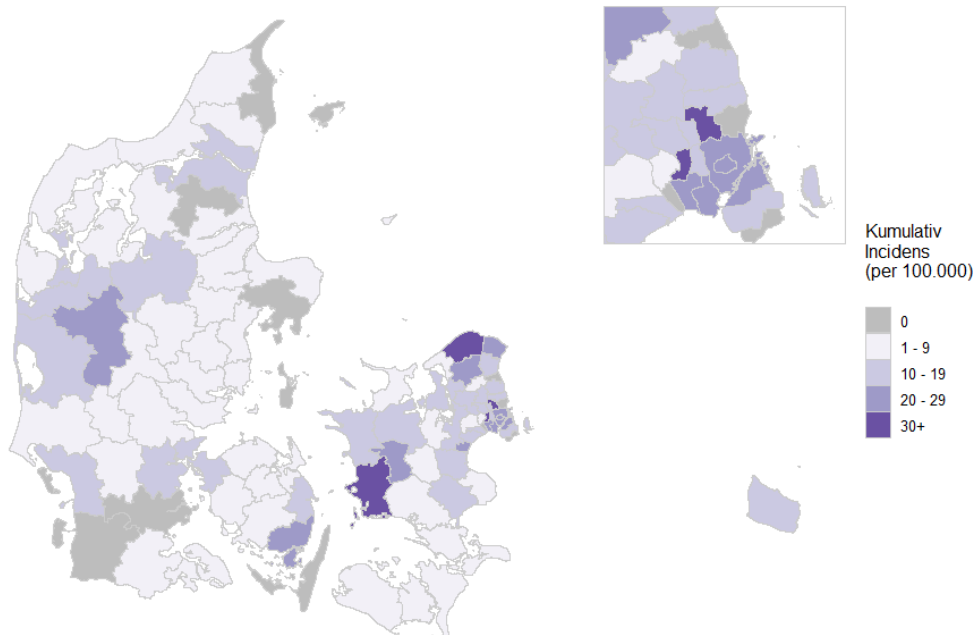 Kumulativ
Incidens
(per 100.000)
0
1 - 9
10 - 19
20 - 29
30+